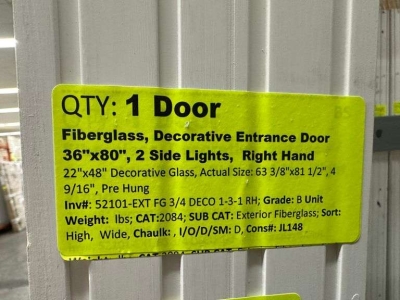 QTY: 1 Door
Fiberglass, Decorative Entrance Door
36"x80", 2 Side Lights, Right Hand
22"x48" Decorative Glass, Actual Size: 63 3/8"x81 1/2", 4
9/16", Pre Hung
Inv#: 52101-EXT FG 3/4 DECO 1-3-1 RH; Grade: B Unit
Weight: lbs; CAT:2084; SUB CAT: Exterior Fiberglass; Sort:
High, Wide, Chaulk: , I/O/D/SM: D, Cons#: JL148